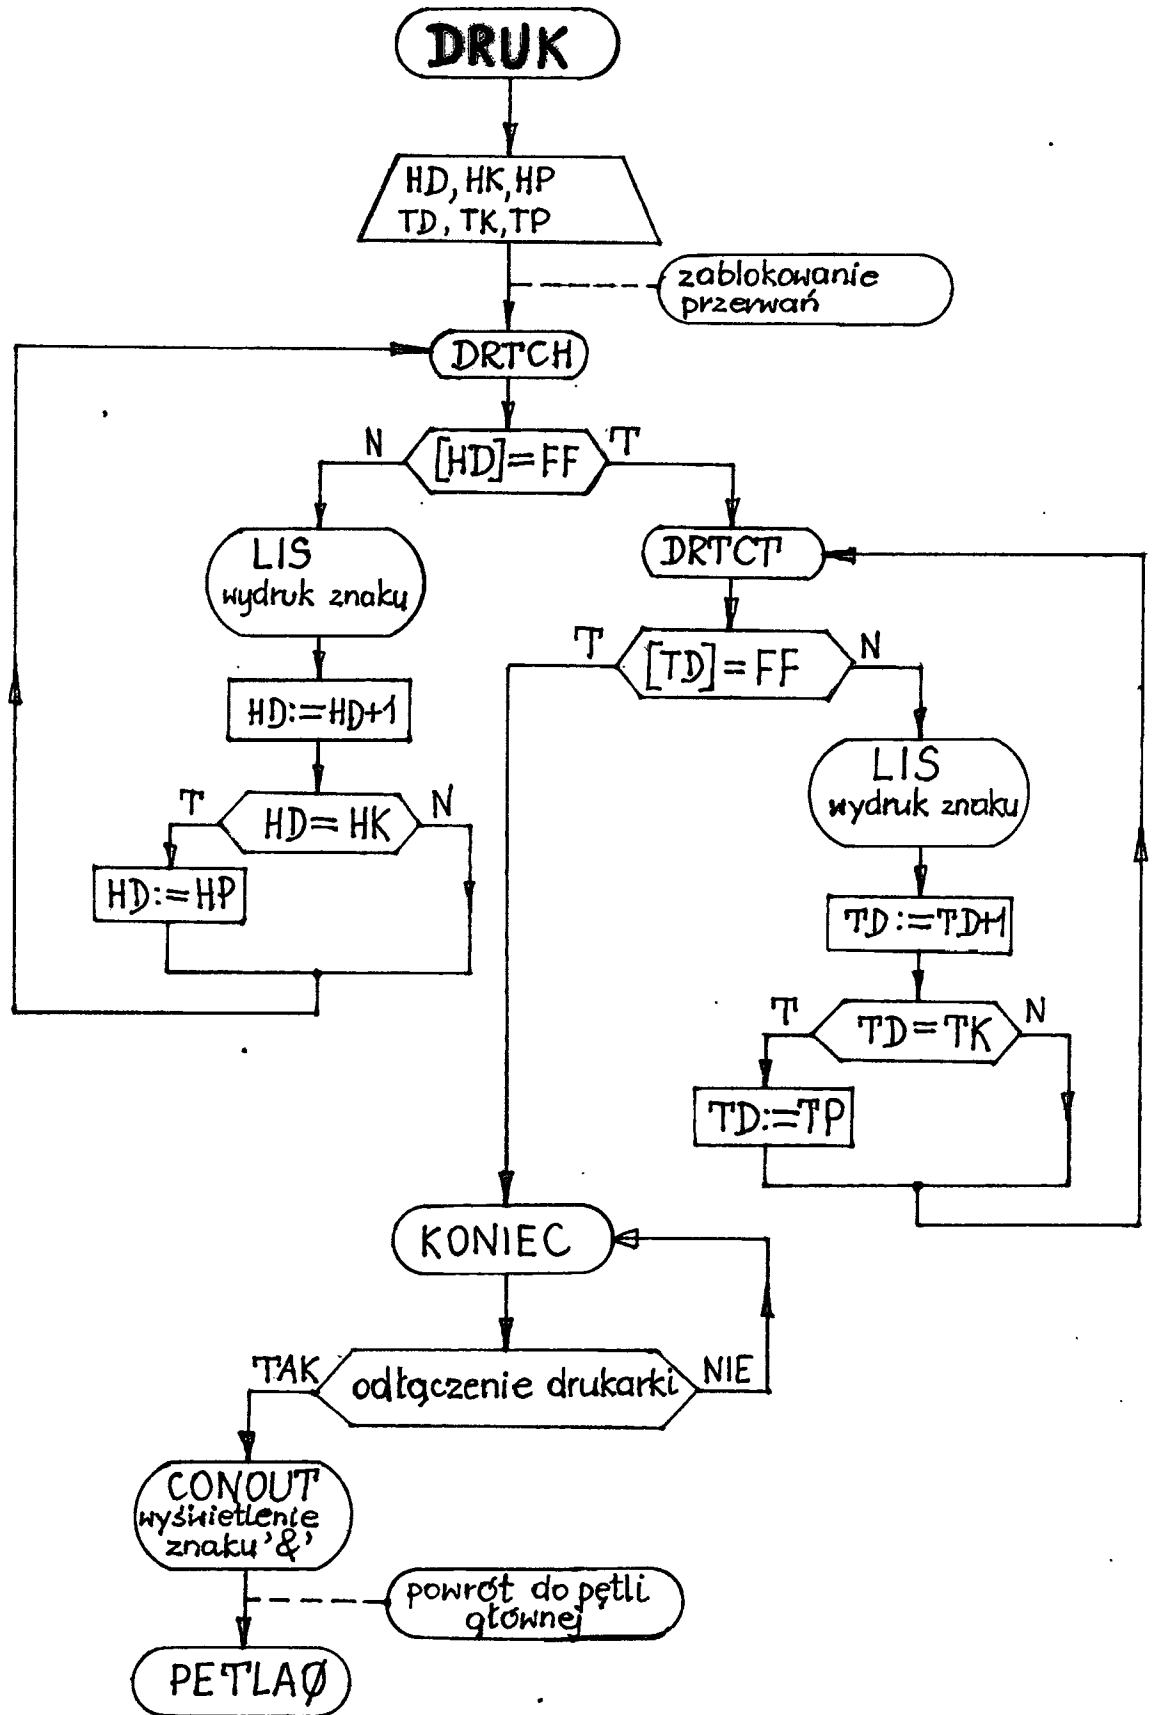 DRUK
HD, HK, HP
TD, TK, TP
zablokowanie
przerwań
DRTCH
N
[HD]=FF
T
LIS
wydruk znaku
DRTCT
T
[TD]=FF
N
HD:=HD+1
LIS
wydruk znaku
T
HD=HK
N
HD:=HP
TD:=TD+1
T
TD=TK
N
TD:=TP
KONIEC
TAK
odłączenie drukarki
NIE
CONOUT
wyświetlenie
znaku '&'
powrót do pętli
głównej
PETLAØ